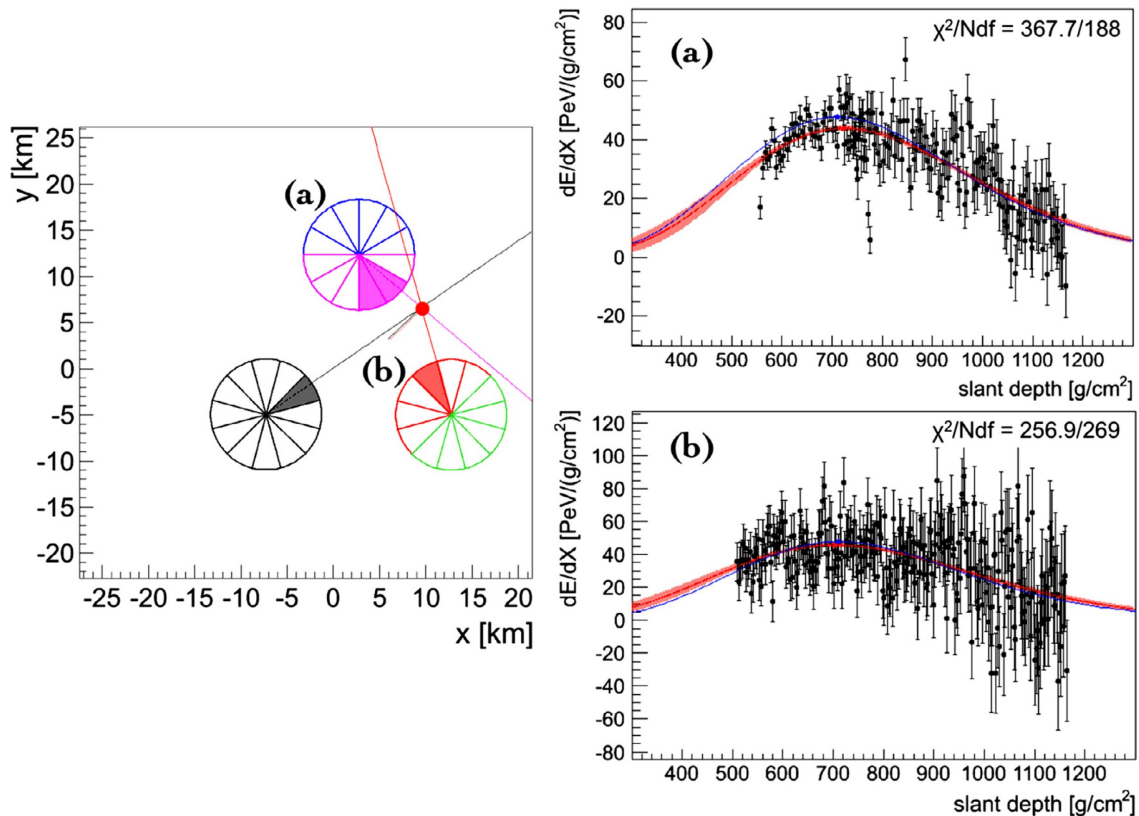 y [km]
25
20
15
10
5
0
-5
-10
-15
-20
(a)
(b)
-25 -20 -15 -10 -5 0 5 10 15 20
x [km]
dE/dX [PeV/(g/cm²)]
80
60
40
20
0
-20
(a)
χ²/Ndf = 367.7/188
400 500 600 700 800 900 1000 1100 1200
slant depth [g/cm²]
dE/dX [PeV/(g/cm²)]
120
100
80
60
40
20
0
-20
-40
-60
-80
(b)
χ²/Ndf = 256.9/269
400 500 600 700 800 900 1000 1100 1200
slant depth [g/cm²]